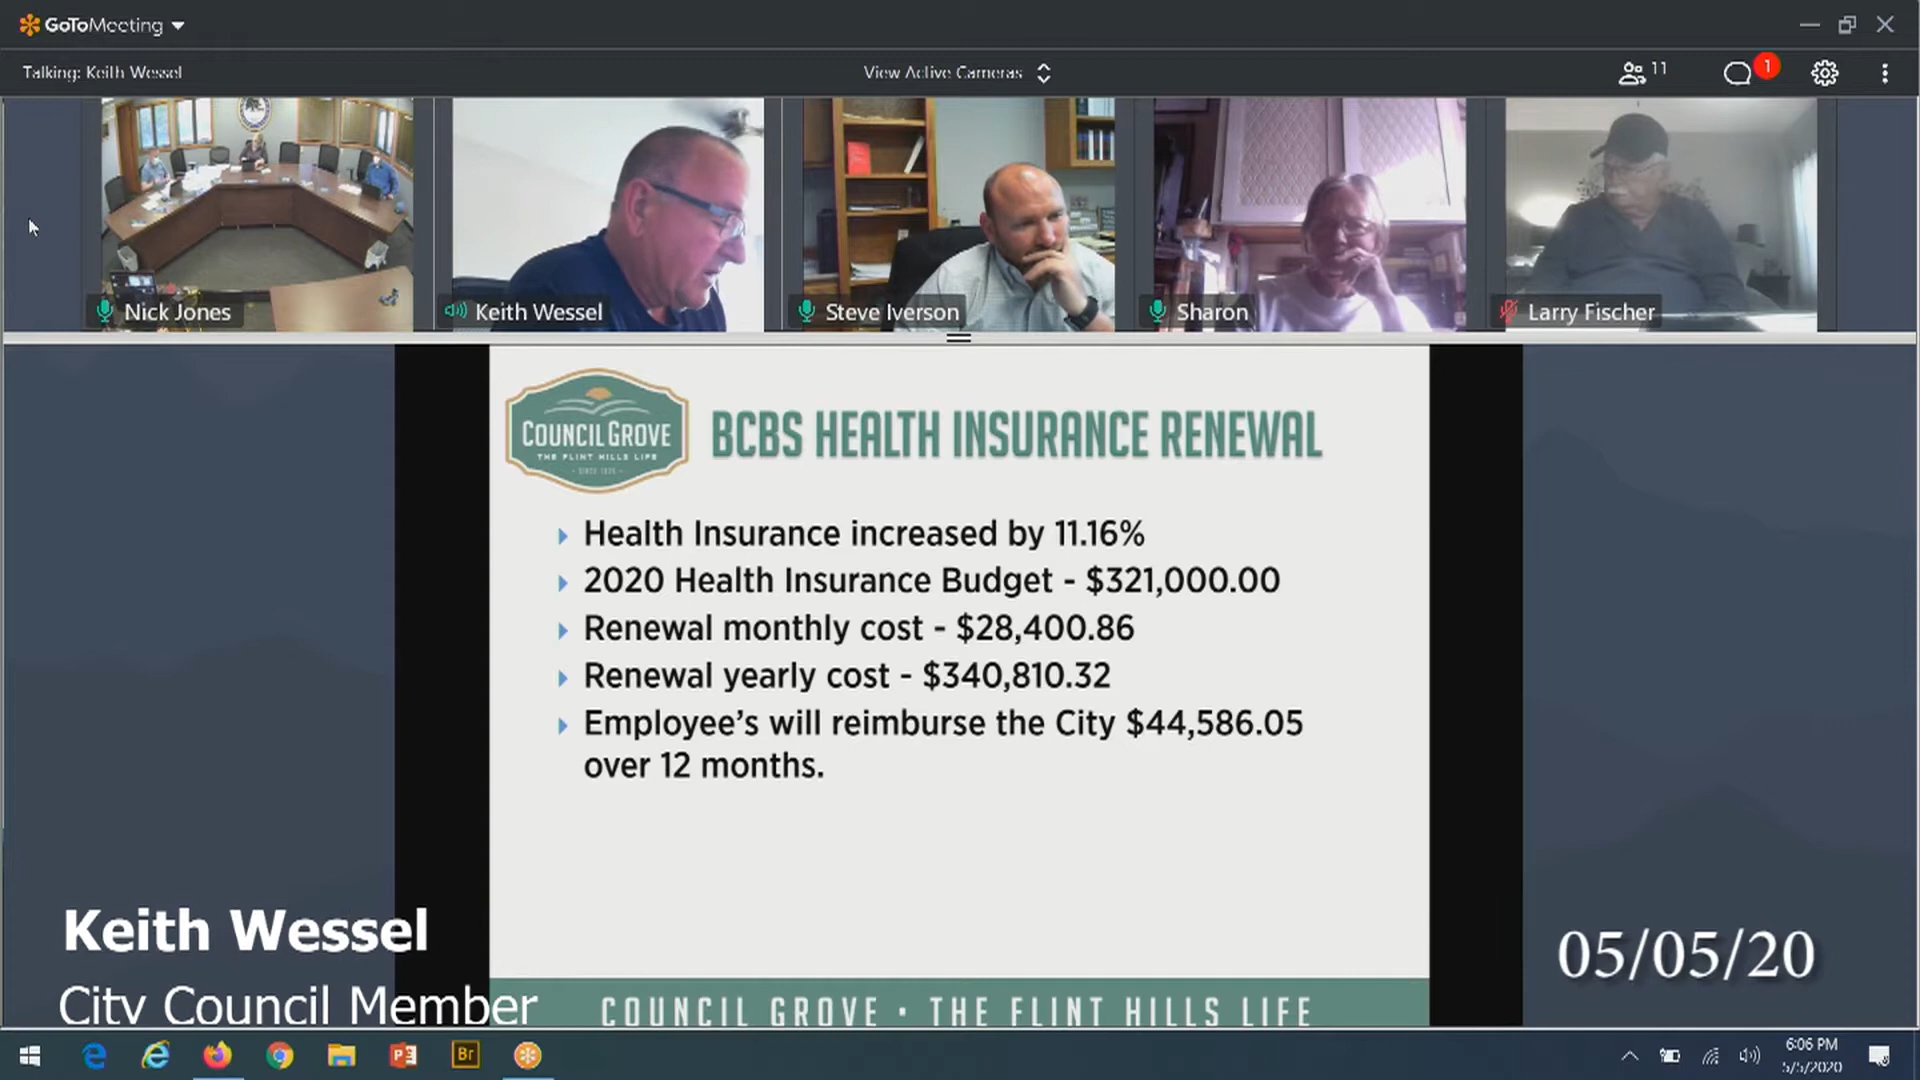 GoToMeeting
Talking: Keith Wessel
View Active Cameras
11
1
Nick Jones
Keith Wessel
Steve Iverson
Sharon
Larry Fischer
COUNCIL GROVE
THE FLINT HILLS LIFE
BCBS HEALTH INSURANCE RENEWAL
Health Insurance increased by 11.16%
2020 Health Insurance Budget - $321,000.00
Renewal monthly cost - $28,400.86
Renewal yearly cost - $340,810.32
Employee's will reimburse the City $44,586.05
over 12 months.
Keith Wessel
City Council Member
05/05/20
COUNCIL GROVE · THE FLINT HILLS LIFE
Br
6:06 PM
5/5/2020